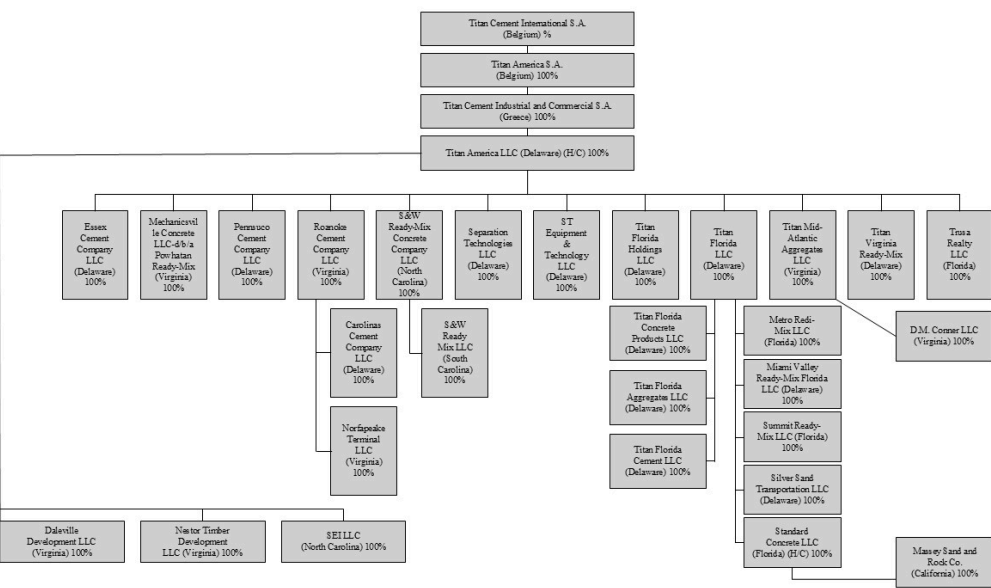 Titan Cement International S.A.
(Belgium) %
Titan America S.A.
(Belgium) 100%
Titan Cement Industrial and Commercial S.A.
(Greece) 100%
Titan America LLC (Delaware) (H/C) 100%
Essex
Cement
Company
LLC
(Delaware)
100%
Mechanicsvil
le Concrete
LLC-d/b/a
Powhatan
Ready-Mix
(Virginia)
100%
Pennsuco
Cement
Company
LLC
(Delaware)
100%
Roanoke
Cement
Company
LLC
(Virginia)
100%
S&W
Ready-Mix
Concrete
Company
LLC
(North
Carolina)
100%
Separation
Technologies
LLC
(Delaware)
100%
ST
Equipment
&
Technology
LLC
(Delaware)
100%
Titan
Florida
Holdings
LLC
(Delaware)
100%
Titan
Florida
LLC
(Delaware)
100%
Titan Mid-
Atlantic
Aggregates
LLC
(Virginia)
100%
Titan
Virginia
Ready-Mix
(Delaware)
100%
Trusa
Realty
LLC
(Florida)
100%
Carolinas
Cement
Company
LLC
(Delaware)
100%
S&W
Ready
Mix LLC
(South
Carolina)
100%
Titan Florida
Concrete
Products LLC
(Delaware) 100%
Metro Redi-
Mix LLC
(Florida) 100%
D.M. Conner LLC
(Virginia) 100%
Titan Florida
Aggregates LLC
(Delaware) 100%
Miami Valley
Ready-Mix Florida
LLC (Delaware)
100%
Norfapeake
Terminal
LLC
(Virginia)
100%
Titan Florida
Cement LLC
(Delaware) 100%
Summit Ready-
Mix LLC (Florida)
100%
Silver Sand
Transportation LLC
(Delaware) 100%
Daleville
Development LLC
(Virginia) 100%
Nestor Timber
Development
LLC (Virginia) 100%
SEI LLC
(North Carolina) 100%
Standard
Concrete LLC
(Florida) (H/C) 100%
Massey Sand and
Rock Co.
(California) 100%